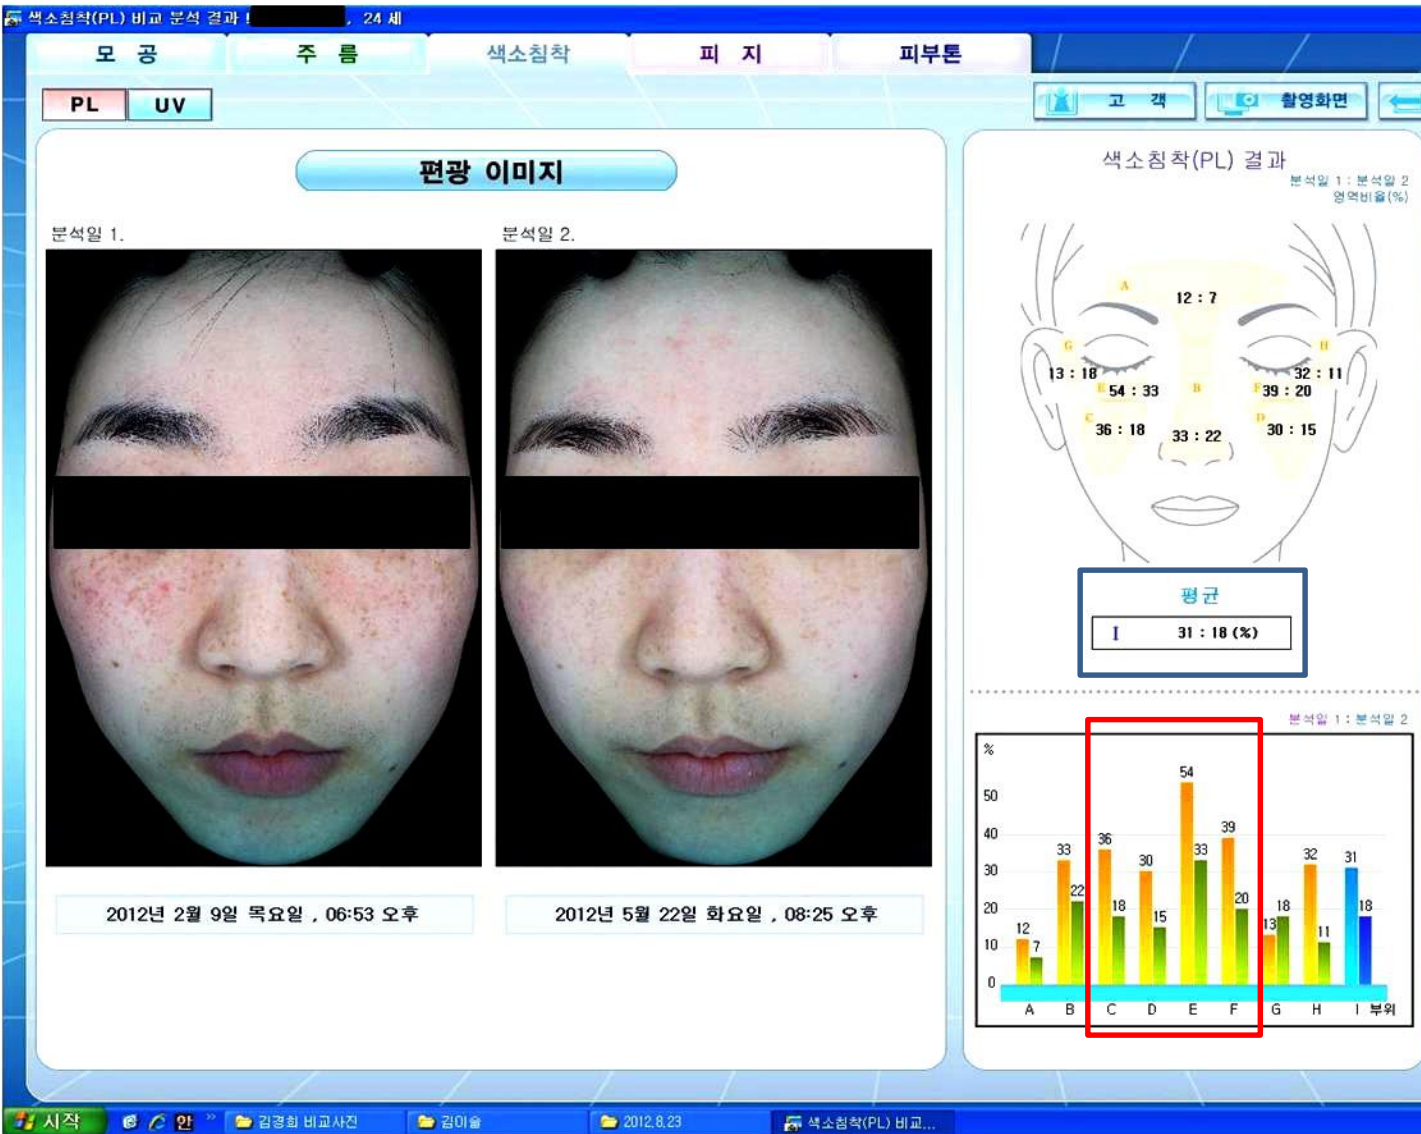 색소침착(PL) 비교 분석 결과 , 24 세
모 공 주 름 색소침착 피 지 피부톤
PL UV
고 객 촬영화면
편광 이미지
분석일 1. 분석일 2.
2012년 2월 9일 목요일 , 06:53 오후
2012년 5월 22일 화요일 , 08:25 오후
색소침착(PL) 결과
분석일 1 : 분석일 2
영역비율(%)
A
12 : 7
G H
13 : 18 32 : 11
E 54 : 33 B F 39 : 20
C D
36 : 18 33 : 22 30 : 15
평균
I 31 : 18 (%)
분석일 1 : 분석일 2
%
50
40
30
20
10
0
12 7 33 22 36 18 30 15 54 33 39 20 13 18 32 11 31 18
A B C D E F G H I 부위
시작 안 » 김경희 비교사진 김이슬 2012.8.23 색소침착(PL) 비교...